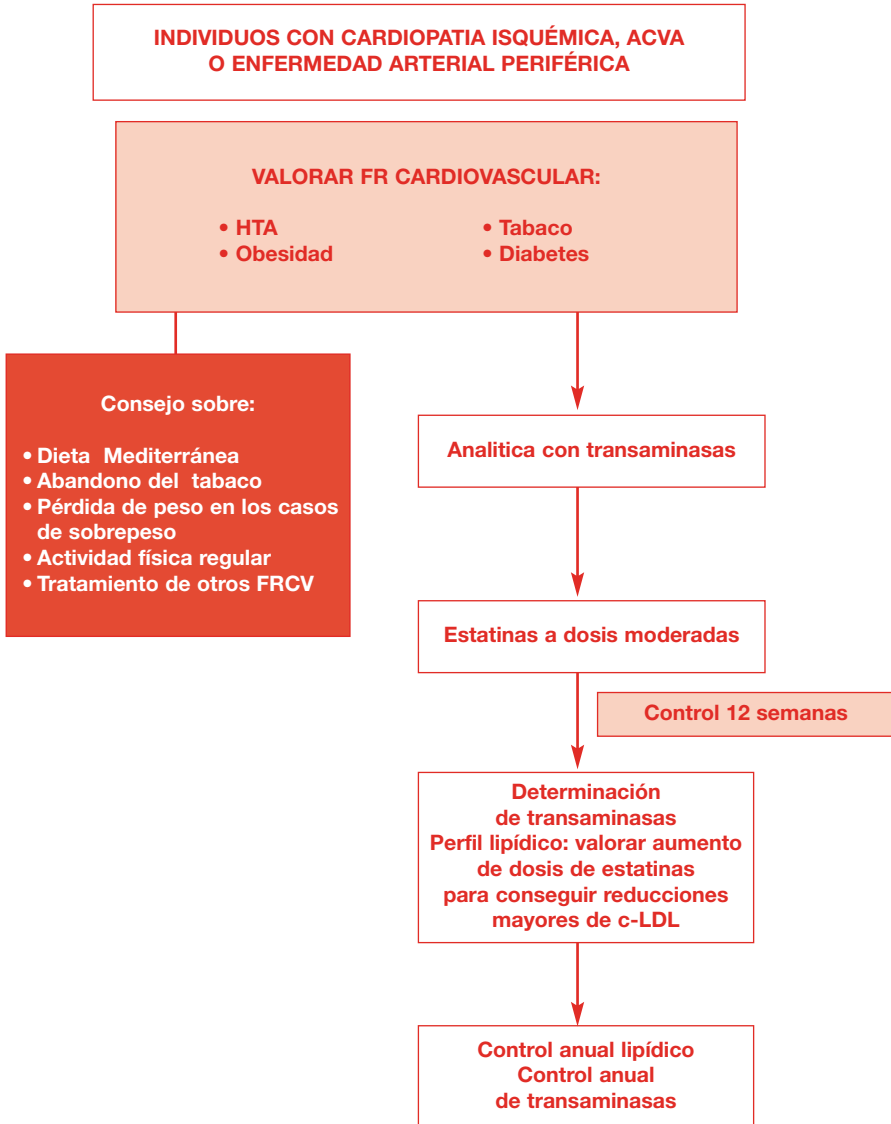 INDIVIDUOS CON CARDIOPATIA ISQUÉMICA, ACVA
O ENFERMEDAD ARTERIAL PERIFÉRICA
VALORAR FR CARDIOVASCULAR:
• HTA
• Obesidad
• Tabaco
• Diabetes
Consejo sobre:
• Dieta Mediterránea
• Abandono del tabaco
• Pérdida de peso en los casos
de sobrepeso
• Actividad física regular
• Tratamiento de otros FRCV
Analitica con transaminasas
Estatinas a dosis moderadas
Control 12 semanas
Determinación
de transaminasas
Perfil lipídico: valorar aumento
de dosis de estatinas
para conseguir reducciones
mayores de c-LDL
Control anual lipídico
Control anual
de transaminasas